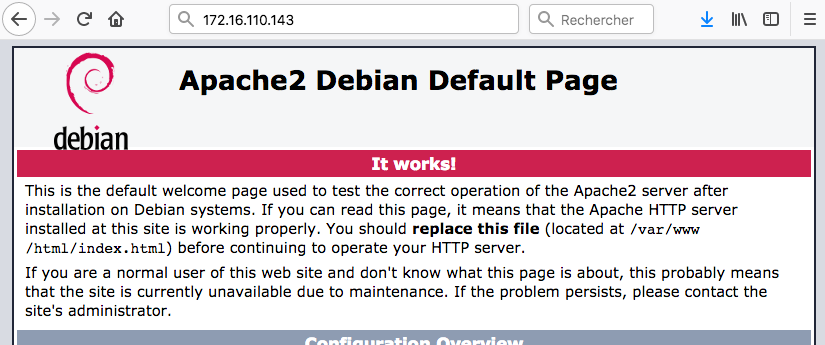 172.16.110.143
Rechercher
Apache2 Debian Default Page
debian
It works!
This is the default welcome page used to test the correct operation of the Apache2 server after
installation on Debian systems. If you can read this page, it means that the Apache HTTP server
installed at this site is working properly. You should replace this file (located at /var/www
/html/index.html) before continuing to operate your HTTP server.
If you are a normal user of this web site and don't know what this page is about, this probably means
that the site is currently unavailable due to maintenance. If the problem persists, please contact the
site's administrator.
Configuration Overview